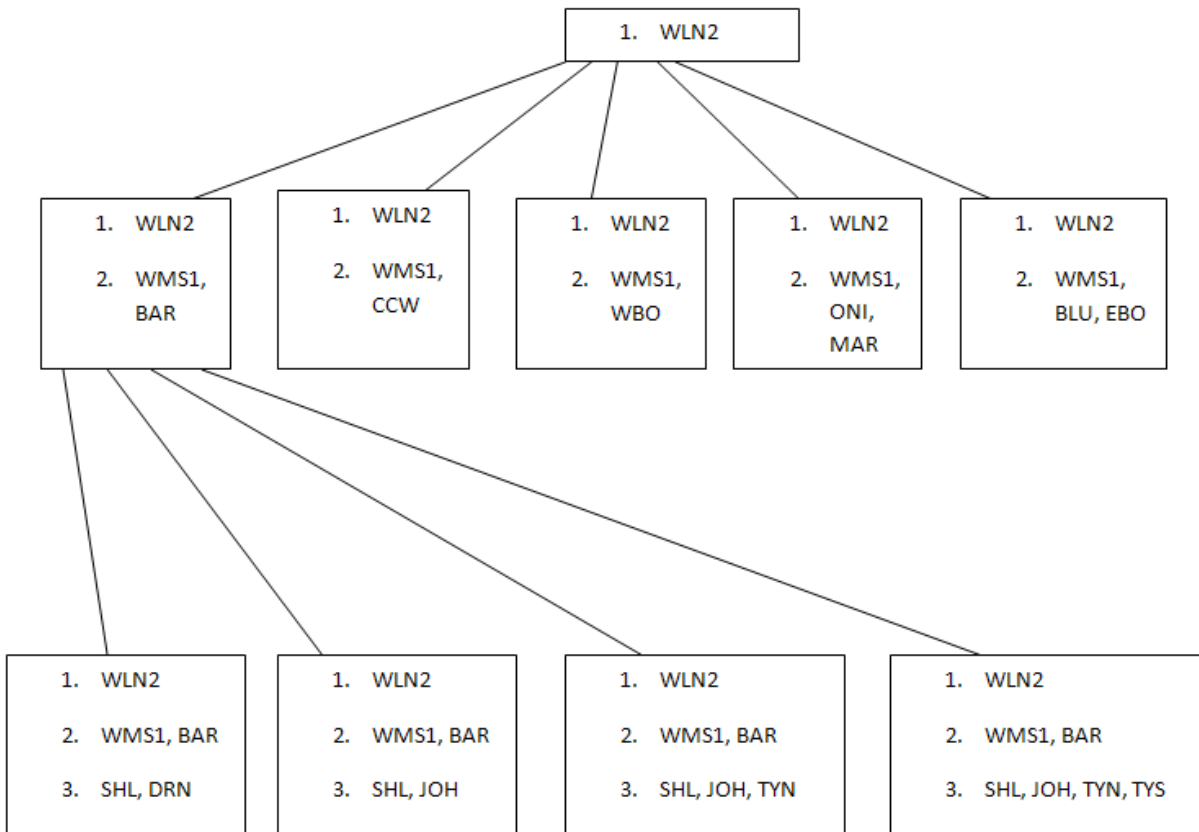 1. WLN2
1. WLN2
2. WMS1,
BAR
1. WLN2
2. WMS1,
CCW
1. WLN2
2. WMS1,
WBO
1. WLN2
2. WMS1,
ONI,
MAR
1. WLN2
2. WMS1,
BLU, EBO
1. WLN2
2. WMS1, BAR
3. SHL, DRN
1. WLN2
2. WMS1, BAR
3. SHL, JOH
1. WLN2
2. WMS1, BAR
3. SHL, JOH, TYN
1. WLN2
2. WMS1, BAR
3. SHL, JOH, TYN, TYS